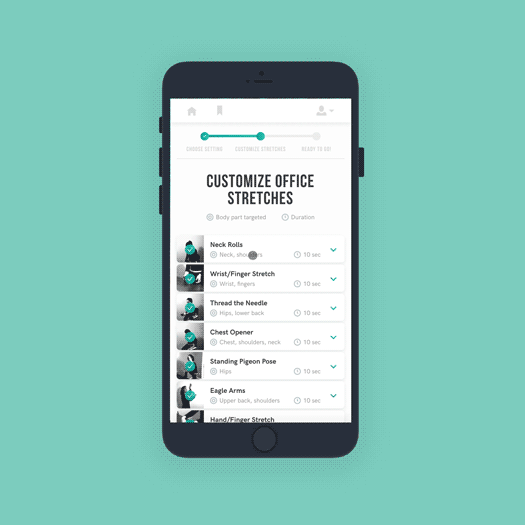 CHOOSE SETTING CUSTOMIZE STRETCHES READY TO GO!
CUSTOMIZE OFFICE
STRETCHES
Body part targeted Duration
Neck Rolls
Neck, shoulders 10 sec
Wrist/Finger Stretch
Wrist, fingers 10 sec
Thread the Needle
Hips, lower back 10 sec
Chest Opener
Chest, shoulders, neck 10 sec
Standing Pigeon Pose
Hips 10 sec
Eagle Arms
Upper back, shoulders 10 sec
Hand/Finger Stretch